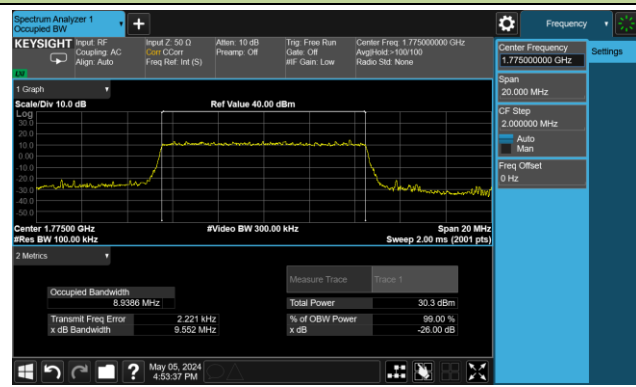 Spectrum Analyzer 1
Occupied BW
+
Frequency
KEYSIGHT
Input: RF
Coupling: AC
Align: Auto
Input Z: 50 Ω
Corr CCorr
Freq Ref: Int (S)
Atten: 10 dB
Preamp: Off
Trig: Free Run
Gate: Off
#IF Gain: Low
Center Freq: 1.775000000 GHz
Avg|Hold:>100/100
Radio Std: None
LXI
Center Frequency
1.775000000 GHz
Settings
Span
20.000 MHz
CF Step
2.000000 MHz
Auto
Man
Freq Offset
0 Hz
1 Graph
Scale/Div 10.0 dB
Ref Value 40.00 dBm
Log
30.0
20.0
10.0
0.00
-10.0
-20.0
-30.0
-40.0
-50.0
Center 1.77500 GHz
#Video BW 300.00 kHz
Span 20 MHz
#Res BW 100.00 kHz
Sweep 2.00 ms (2001 pts)
2 Metrics
Measure Trace
Trace 1
Occupied Bandwidth
8.9386 MHz
Total Power
30.3 dBm
Transmit Freq Error
2.221 kHz
% of OBW Power
99.00 %
x dB Bandwidth
9.552 MHz
x dB
-26.00 dB
?
May 05, 2024
4:53:37 PM